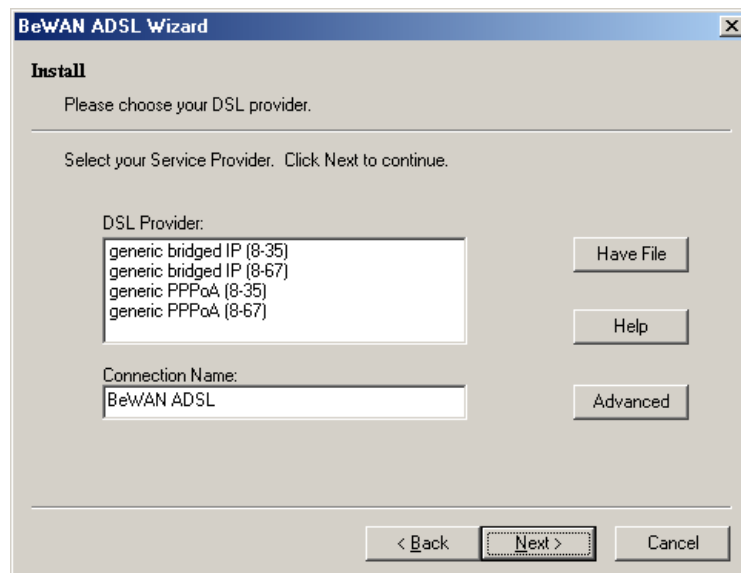 BeWAN ADSL Wizard
Install
Please choose your DSL provider.
Select your Service Provider. Click Next to continue.
DSL Provider:
generic bridged IP (8-35)
generic bridged IP (8-67)
generic PPPoA (8-35)
generic PPPoA (8-67)
Have File
Help
Connection Name:
BeWAN ADSL
Advanced
< Back
Next >
Cancel